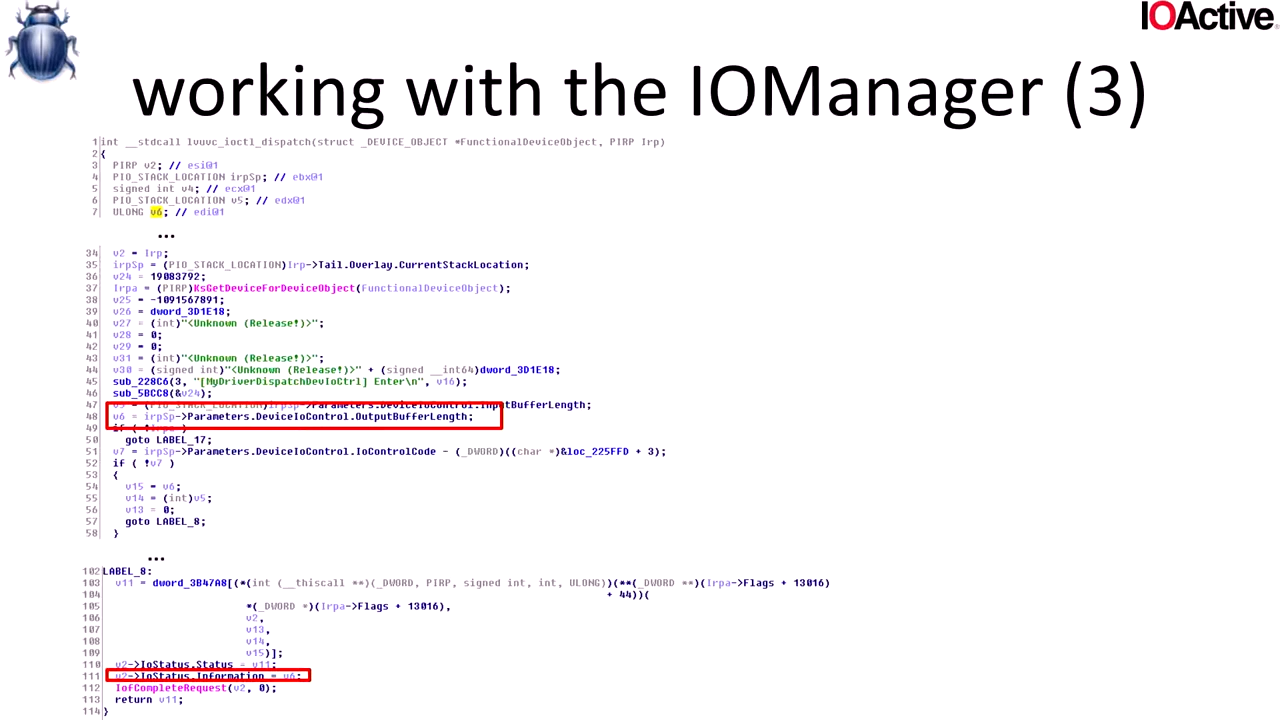 IOActive
working with the IOManager (3)
1 int __stdcall lvuvc_ioctl_dispatch(struct _DEVICE_OBJECT *FunctionalDeviceObject, PIRP Irp)
2 {
3 PIRP v2; // esi@1
4 PIO_STACK_LOCATION irpSp; // ebx@1
5 signed int v4; // ecx@1
6 PIO_STACK_LOCATION v5; // edx@1
7 ULONG v6; // edi@1
...
34 v2 = Irp;
35 irpSp = (PIO_STACK_LOCATION)Irp->Tail.Overlay.CurrentStackLocation;
36 v24 = 19083792;
37 Irpa = (PIRP)KsGetDeviceForDeviceObject(FunctionalDeviceObject);
38 v25 = -1091567891;
39 v26 = dword_3D1E18;
40 v27 = (int)"<Unknown (Release!)>";
41 v28 = 0;
42 v29 = 0;
43 v31 = (int)"<Unknown (Release!)>";
44 v30 = (signed int)"<Unknown (Release!)>" + (signed __int64)dword_3D1E18;
45 sub_228C6(3, "[MyDriverDispatchDevIoCtrl] Enter\n", v16);
46 sub_5BCC8(&v24);
47 v5 = (PIO_STACK_LOCATION)irpSp->Parameters.DeviceIoControl.InputBufferLength;
48 v6 = irpSp->Parameters.DeviceIoControl.OutputBufferLength;
49 if ( !Irpa )
50 goto LABEL_17;
51 v7 = irpSp->Parameters.DeviceIoControl.IoControlCode - (_DWORD)((char *)&loc_225FFD + 3);
52 if ( !v7 )
53 {
54 v15 = v6;
55 v14 = (int)v5;
56 v13 = 0;
57 goto LABEL_8;
58 }
...
102 LABEL_8:
103 v11 = dword_3B47A8[(*(int (__thiscall **)(_DWORD, PIRP, signed int, int, ULONG))(**(_DWORD **)(Irpa->Flags + 13016)
104 + 44))(
105 *(_DWORD *)(Irpa->Flags + 13016),
106 v2,
107 v13,
108 v14,
109 v15)];
110 v2->IoStatus.Status = v11;
111 v2->IoStatus.Information = v6;
112 IofCompleteRequest(v2, 0);
113 return v11;
114 }